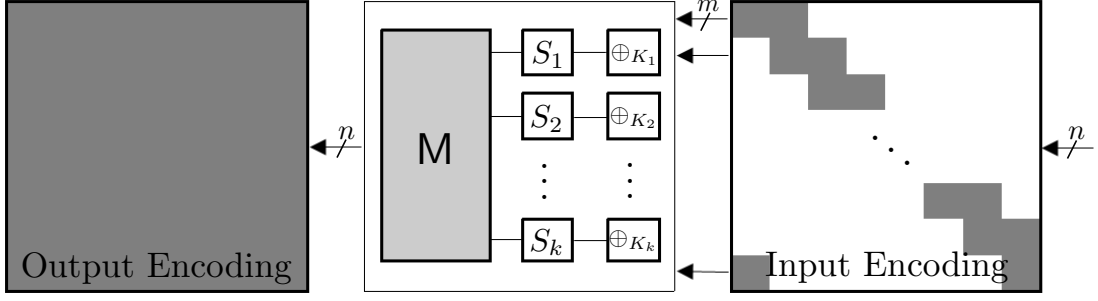 m
S₁ ⊕K₁
S₂ ⊕K₂
n M n
Sₖ ⊕Kₖ
Output Encoding Input Encoding